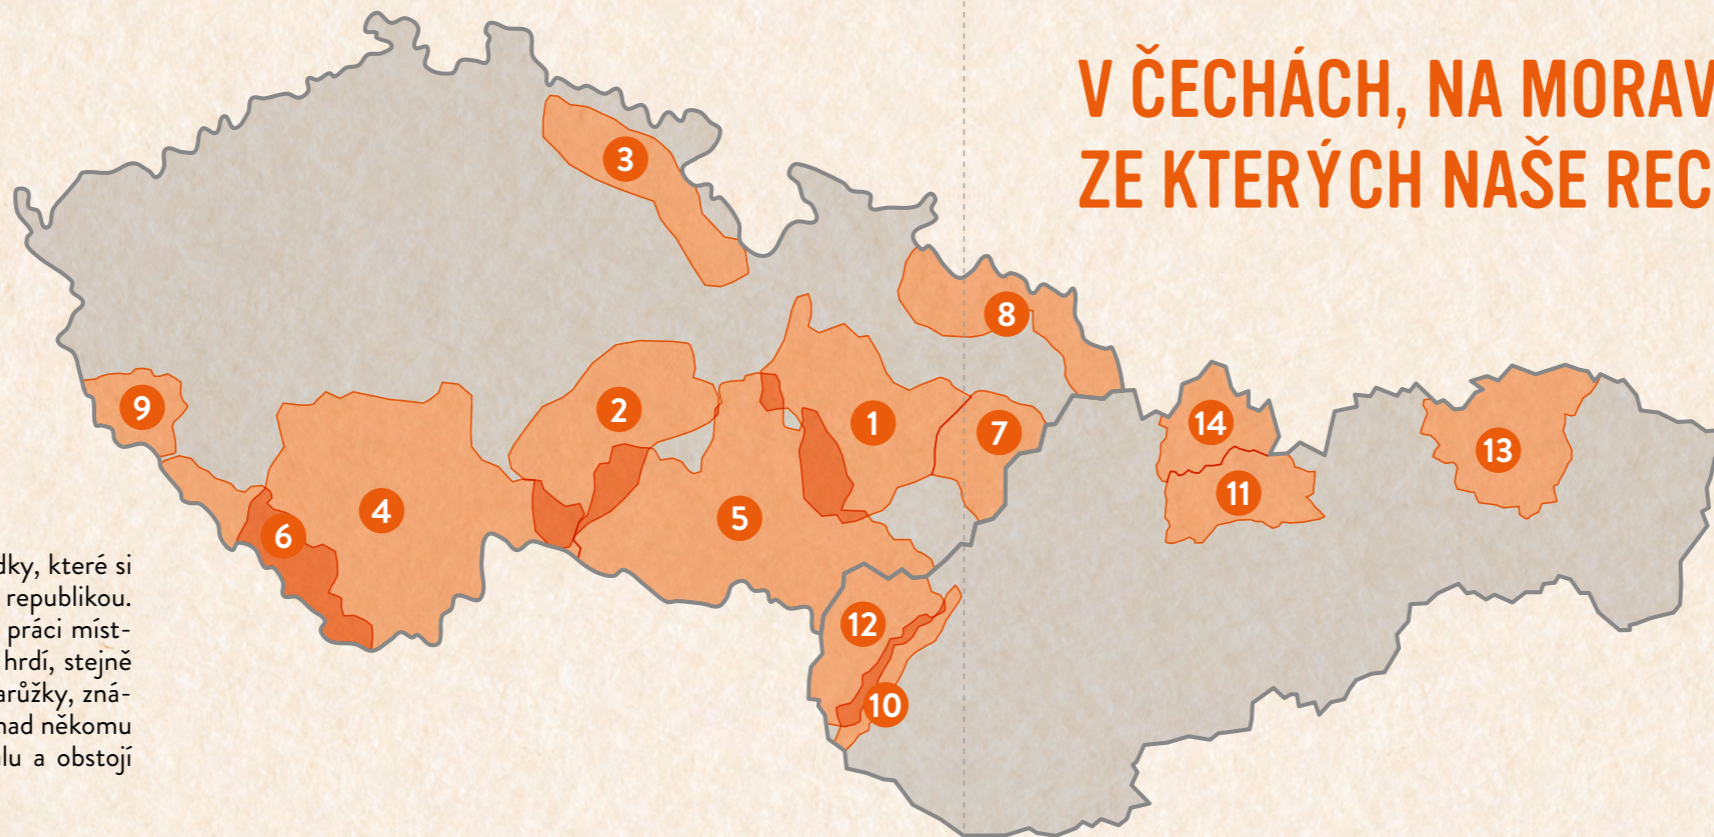 V ČECHÁCH, NA MORAV
ZE KTERÝCH NAŠE REC
3
8
9
2
1
7
14
13
11
4
5
6
12
10
dky, které si
republikou.
práci míst-
hrdí, stejně
arůžky, zná-
nad někomu
lu a obstojí